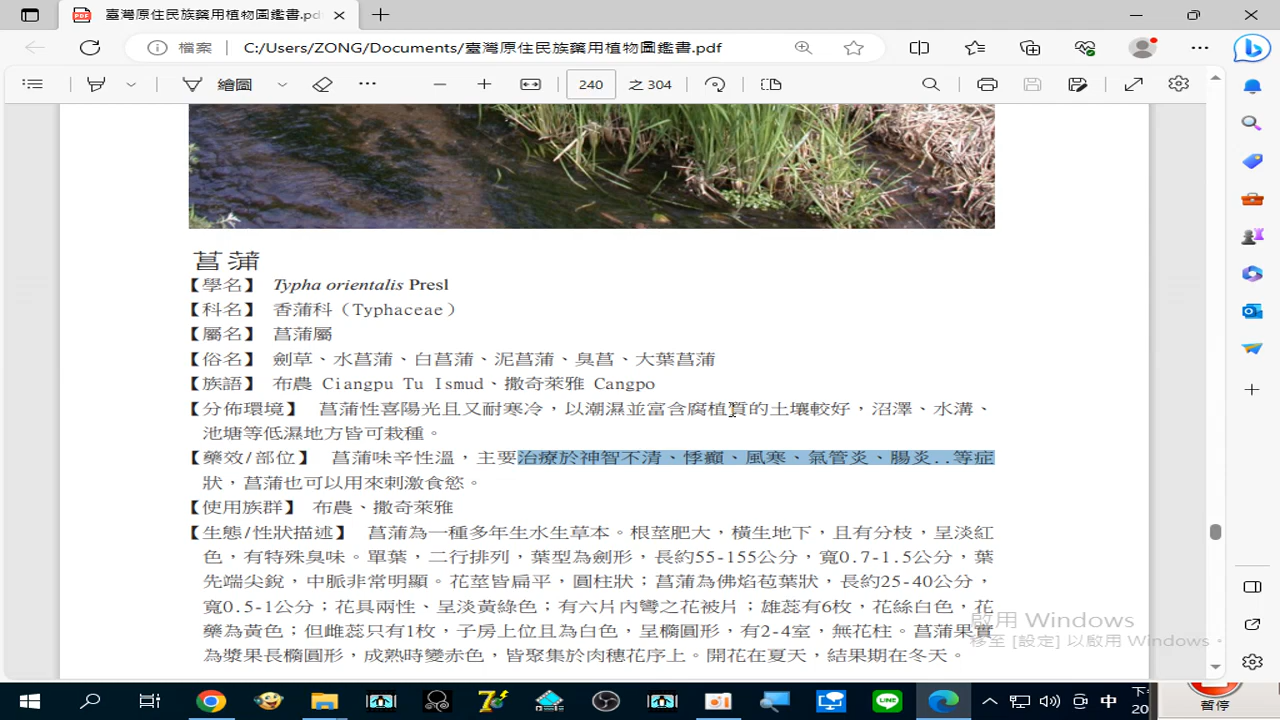 臺灣原住民族藥用植物圖鑑書.pdf
檔案 C:/Users/ZONG/Documents/臺灣原住民族藥用植物圖鑑書.pdf
繪圖 240 之 304
菖蒲
【學名】 Typha orientalis Presl
【科名】 香蒲科（Typhaceae）
【屬名】 菖蒲屬
【俗名】 劍草、水菖蒲、白菖蒲、泥菖蒲、臭菖、大葉菖蒲
【族語】 布農 Ciangpu Tu Ismud、撒奇萊雅 Cangpo
【分佈環境】 菖蒲性喜陽光且又耐寒冷，以潮濕並富含腐植質的土壤較好，沼澤、水溝、
池塘等低濕地方皆可栽種。
【藥效/部位】 菖蒲味辛性溫，主要治療於神智不清、悸癲、風寒、氣管炎、腸炎..等症
狀，菖蒲也可以用來刺激食慾。
【使用族群】 布農、撒奇萊雅
【生態/性狀描述】 菖蒲為一種多年生水生草本。根莖肥大，橫生地下，且有分枝，呈淡紅
色，有特殊臭味。單葉，二行排列，葉型為劍形，長約55-155公分，寬0.7-1.5公分，葉
先端尖銳，中脈非常明顯。花莖皆扁平，圓柱狀；菖蒲為佛焰苞葉狀，長約25-40公分，
寬0.5-1公分；花具兩性、呈淡黃綠色；有六片內彎之花被片；雄蕊有6枚，花絲白色，花
藥為黃色；但雌蕊只有1枚，子房上位且為白色，呈橢圓形，有2-4室，無花柱。菖蒲果實
為漿果長橢圓形，成熟時變赤色，皆聚集於肉穗花序上。開花在夏天，結果期在冬天。
啟用 Windows
移至 [設定] 以啟用 Windows。
中 下
20
暫停